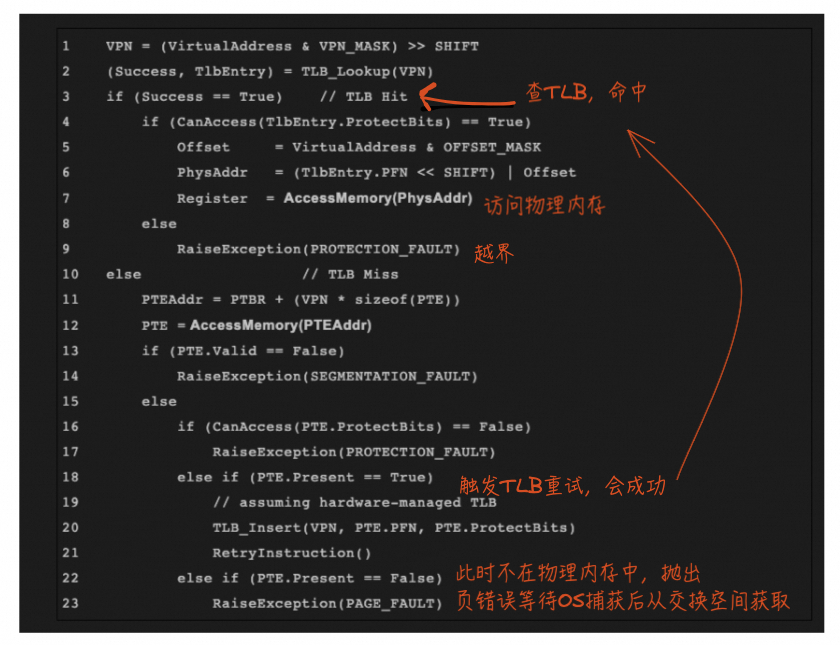 1 VPN = (VirtualAddress & VPN_MASK) >> SHIFT
2 (Success, TlbEntry) = TLB_Lookup(VPN)
3 if (Success == True) // TLB Hit 查TLB，命中
4 if (CanAccess(TlbEntry.ProtectBits) == True)
5 Offset = VirtualAddress & OFFSET_MASK
6 PhysAddr = (TlbEntry.PFN << SHIFT) | Offset
7 Register = AccessMemory(PhysAddr) 访问物理内存
8 else
9 RaiseException(PROTECTION_FAULT) 越界
10 else // TLB Miss
11 PTEAddr = PTBR + (VPN * sizeof(PTE))
12 PTE = AccessMemory(PTEAddr)
13 if (PTE.Valid == False)
14 RaiseException(SEGMENTATION_FAULT)
15 else
16 if (CanAccess(PTE.ProtectBits) == False)
17 RaiseException(PROTECTION_FAULT)
18 else if (PTE.Present == True) 触发TLB重试，会成功
19 // assuming hardware-managed TLB
20 TLB_Insert(VPN, PTE.PFN, PTE.ProtectBits)
21 RetryInstruction()
22 else if (PTE.Present == False) 此时不在物理内存中，抛出
23 RaiseException(PAGE_FAULT) 负错误等待OS捕获后从交换空间获取